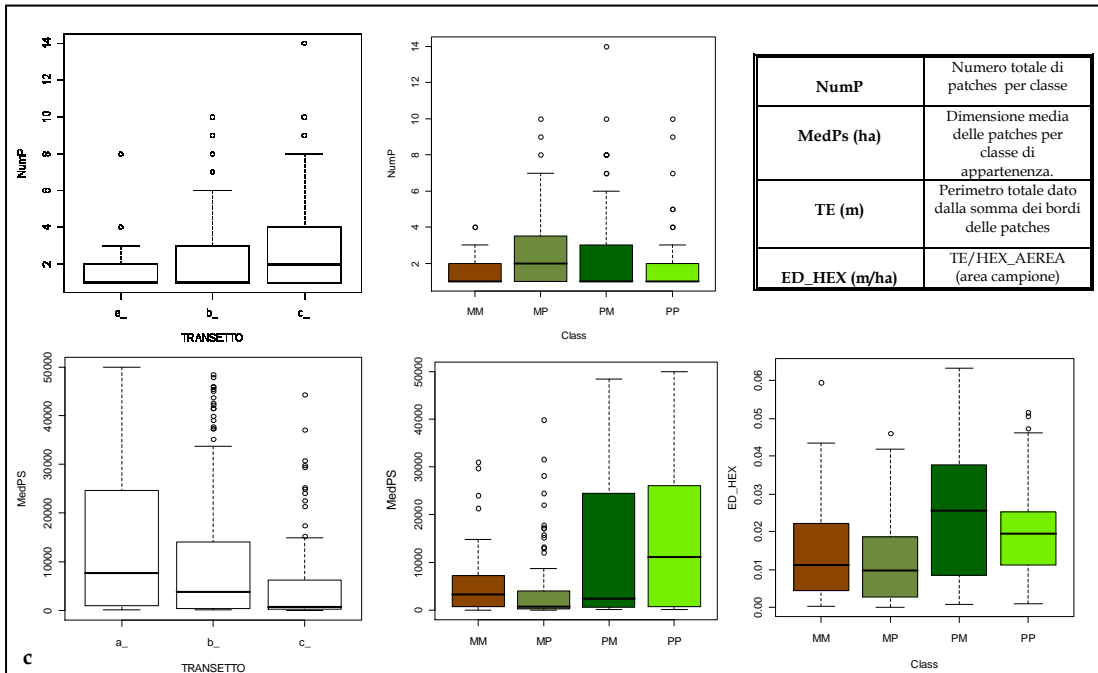 14
12
10
8
6
4
2
NumP
a_
b_
c_
TRANSETTO
14
12
10
8
6
4
2
NumP
MM
MP
PM
PP
Class
NumP
Numero totale di
patches per classe
MedPs (ha)
Dimensione media
delle patches per
classe di
appartenenza.
TE (m)
Perimetro totale dato
dalla somma dei bordi
delle patches
ED_HEX (m/ha)
TE/HEX_AEREA
(area campione)
50000
40000
30000
20000
10000
0
MedPS
a_
b_
c_
TRANSETTO
c
50000
40000
30000
20000
10000
0
MedPS
MM
MP
PM
PP
0.06
0.05
0.04
0.03
0.02
0.01
0.00
ED_HEX
MM
MP
PM
PP
Class